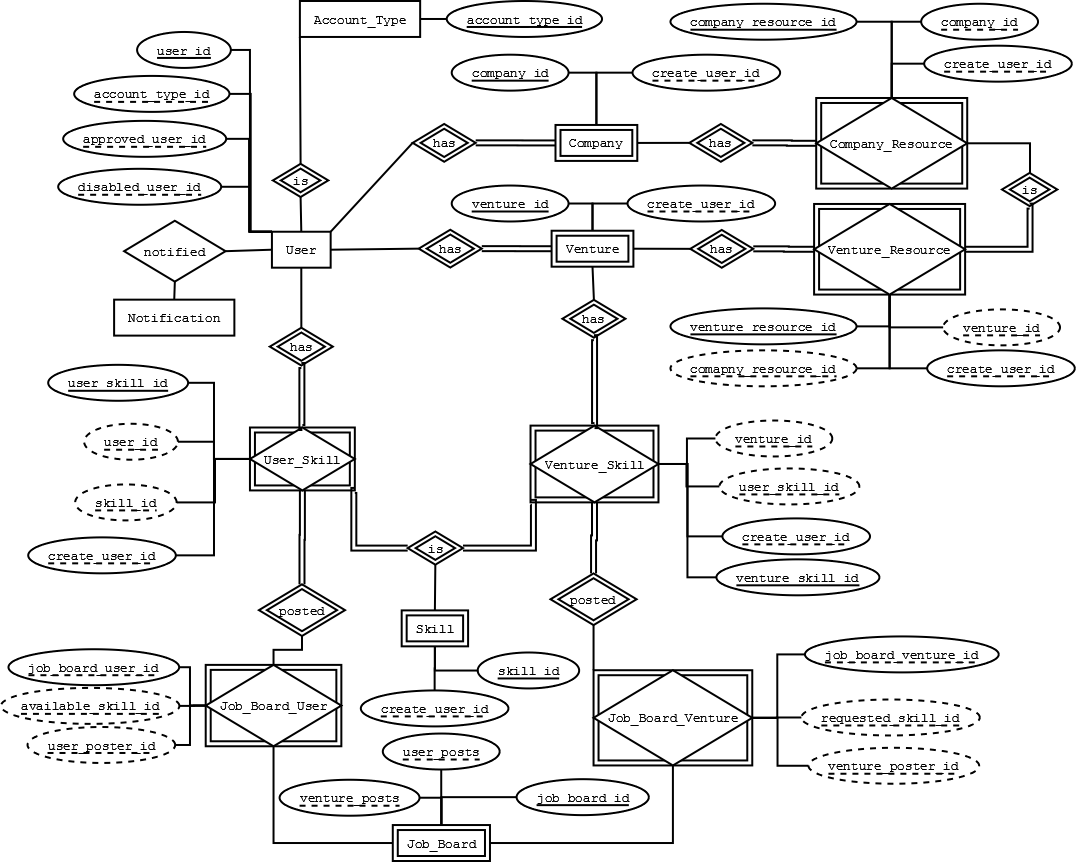 Account_Type
account_type_id
company_resource_id
company_id
user_id
create_user_id
company_id
create_user_id
account_type_id
approved_user_id
has
Company
has
Company_Resource
disabled_user_id
is
is
venture_id
create_user_id
notified
User
has
Venture
has
Venture_Resource
Notification
has
venture_resource_id
venture_id
has
comapny_resource_id
create_user_id
user_skill_id
user_id
venture_id
User_Skill
Venture_Skill
user_skill_id
skill_id
create_user_id
create_user_id
is
venture_skill_id
posted
posted
Skill
job_board_user_id
skill_id
job_board_venture_id
available_skill_id
Job_Board_User
create_user_id
Job_Board_Venture
requested_skill_id
user_poster_id
user_posts
venture_poster_id
venture_posts
job_board_id
Job_Board